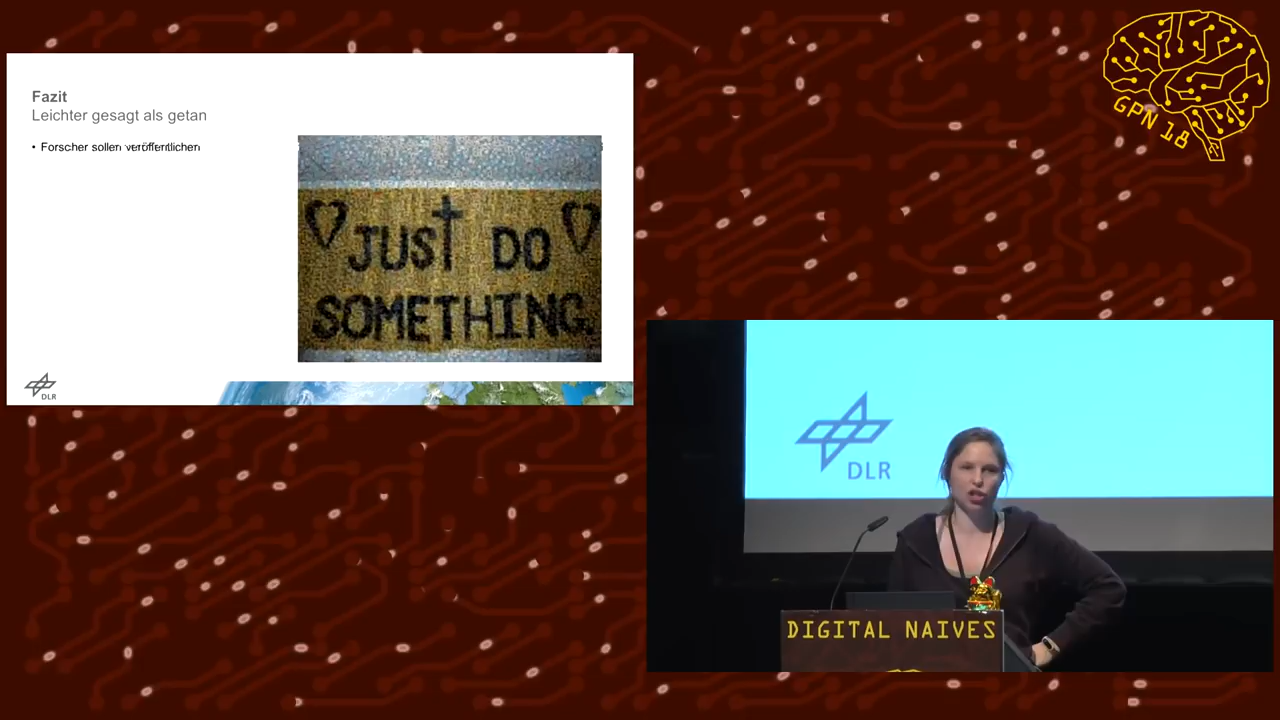 Fazit
Leichter gesagt als getan
• Forscher sollen veröffentlichen
JUST DO
SOMETHING
DLR
GPN 18
DLR
DIGITAL NAIVES